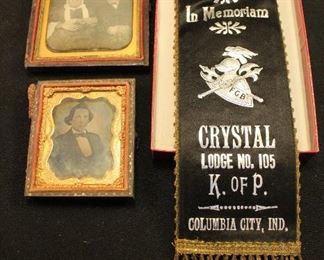 In Memoriam
FCB
CRYSTAL
LODGE NO. 105
K. OF P.
COLUMBIA CITY, IND.